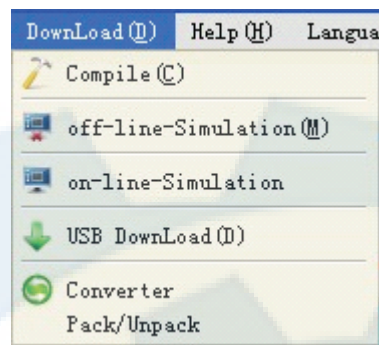 DownLoad(D) Help(H) Langua
Compile(C)
off-line-Simulation(M)
on-line-Simulation
USB DownLoad(D)
Converter
Pack/Unpack